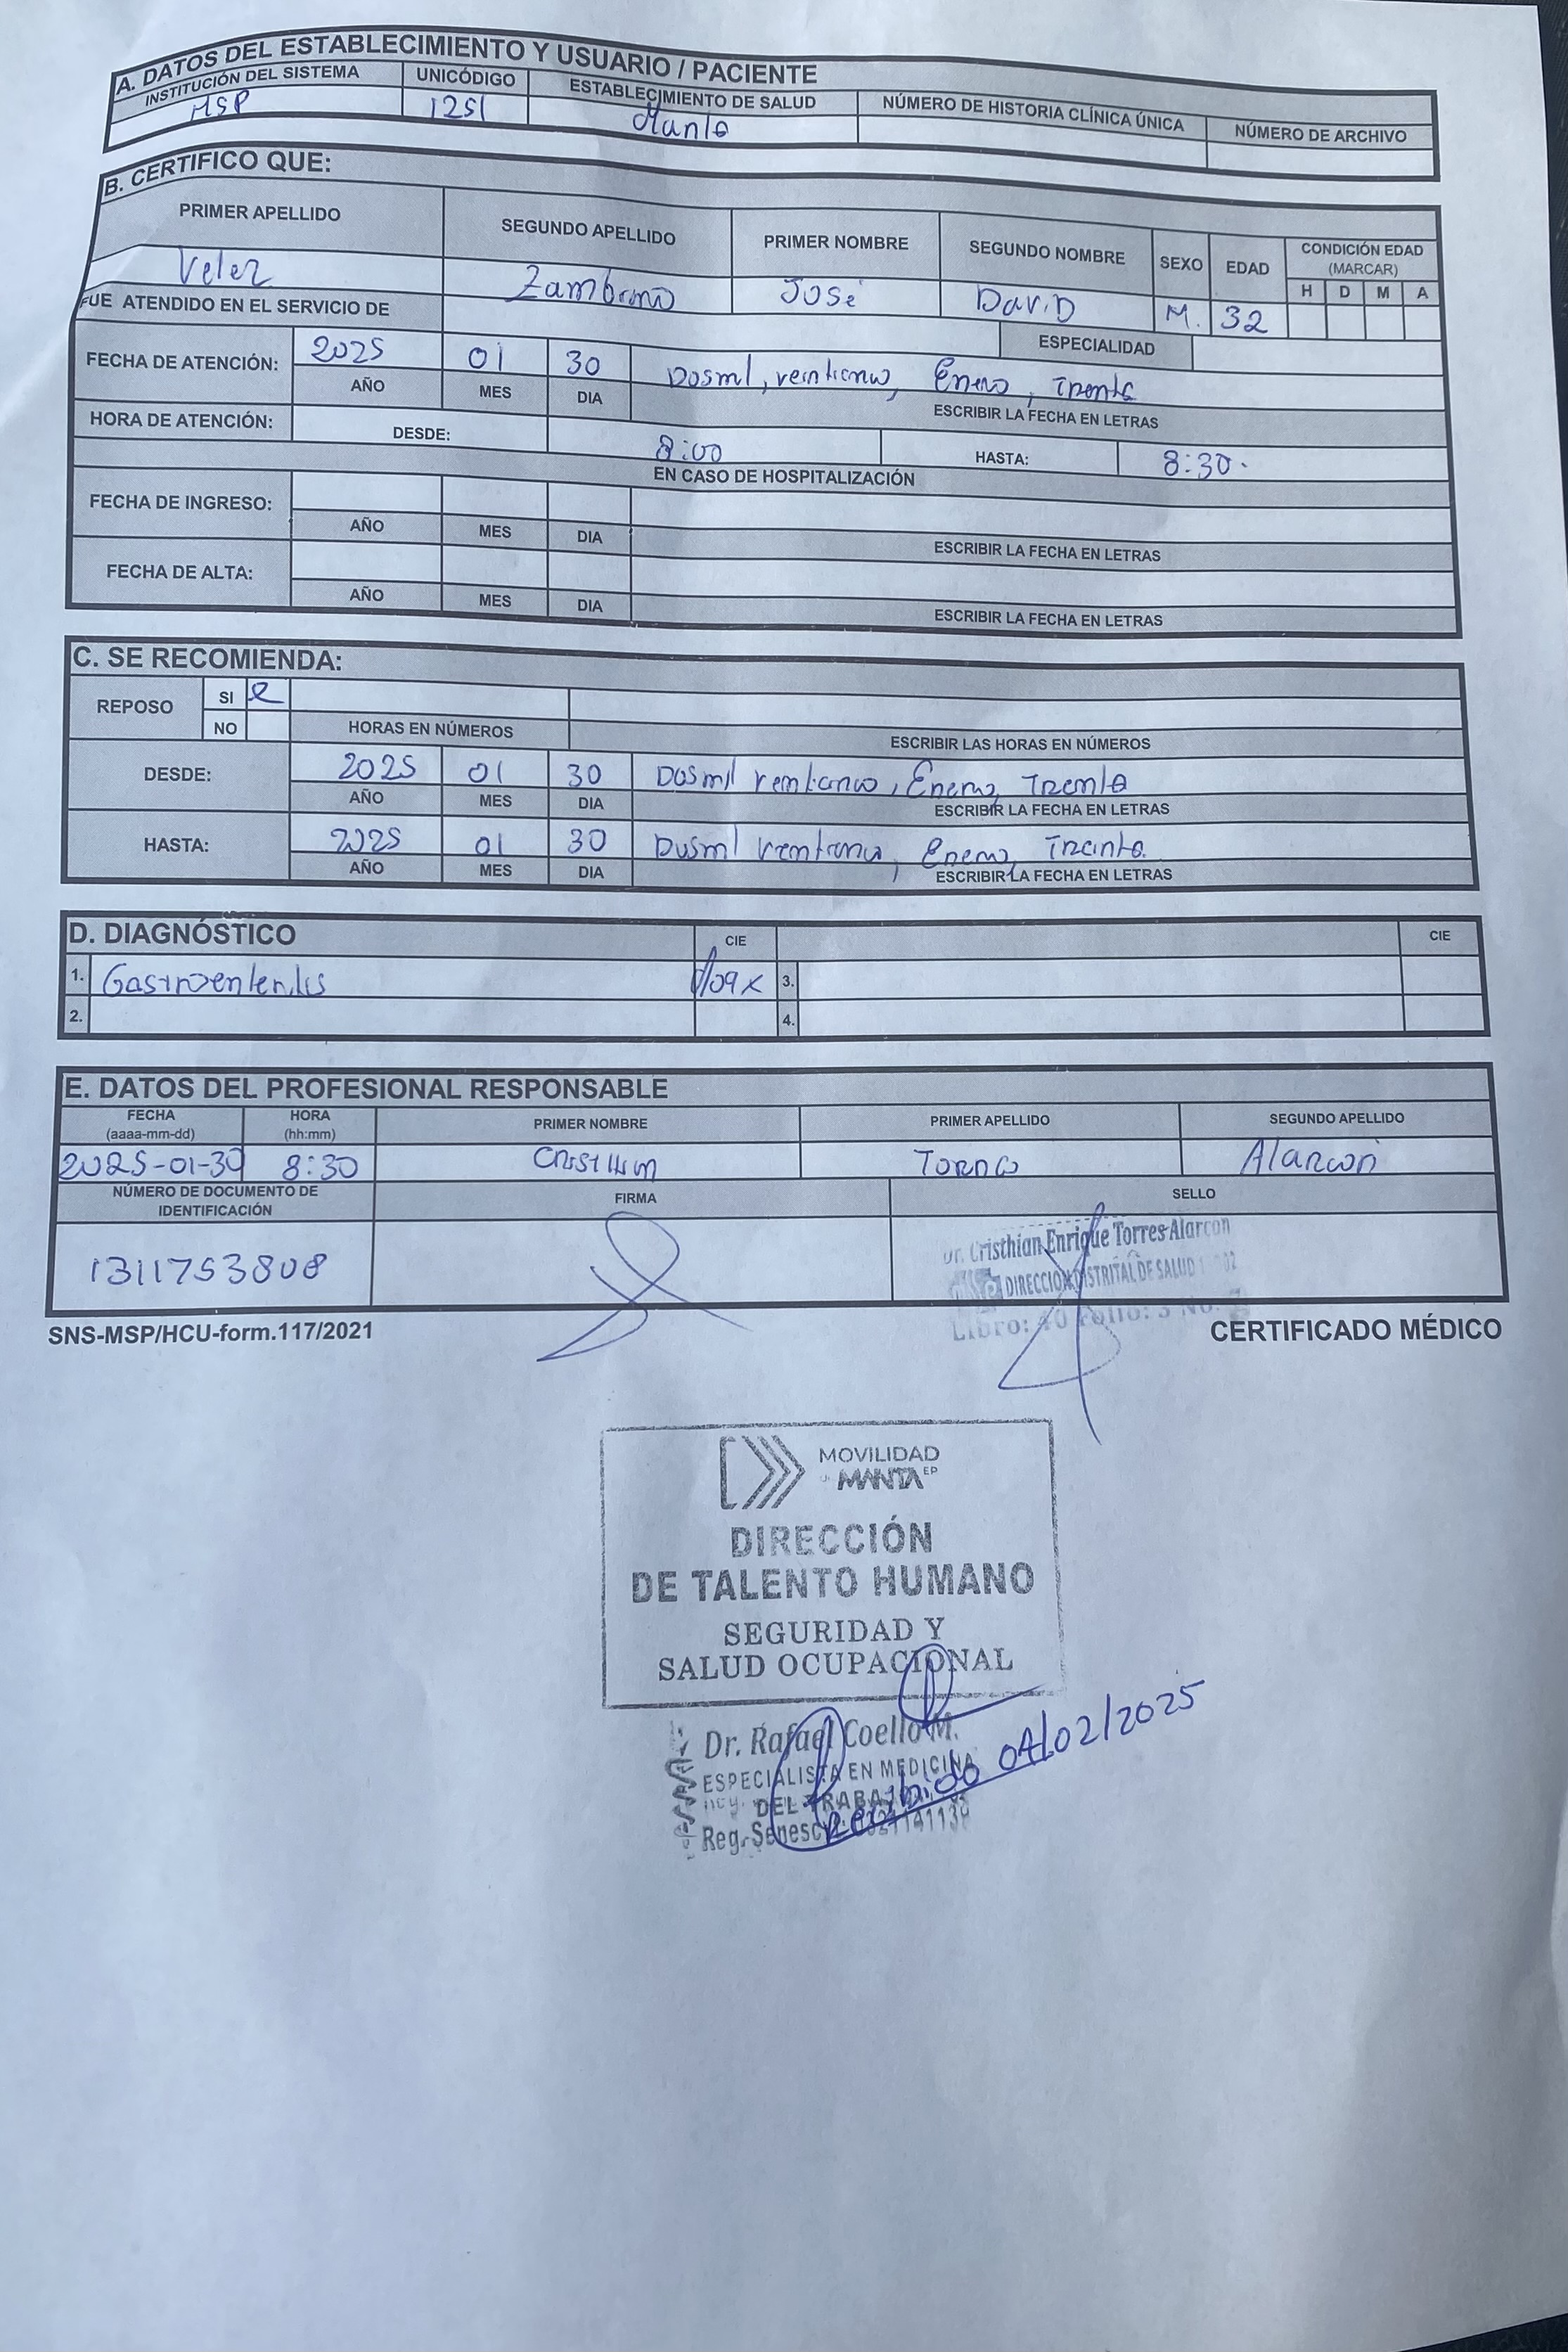 A. DATOS DEL ESTABLECIMIENTO Y USUARIO / PACIENTE
INSTITUCIÓN DEL SISTEMA UNICÓDIGO ESTABLECIMIENTO DE SALUD NÚMERO DE HISTORIA CLÍNICA ÚNICA NÚMERO DE ARCHIVO
MSP 1251 Manta
B. CERTIFICO QUE:
PRIMER APELLIDO SEGUNDO APELLIDO PRIMER NOMBRE SEGUNDO NOMBRE SEXO EDAD CONDICIÓN EDAD (MARCAR)
H D M A
Velez Zambrano José DaviD M. 32
FUE ATENDIDO EN EL SERVICIO DE ESPECIALIDAD
FECHA DE ATENCIÓN: 2025 01 30 Dosmil, veinticinco, Enero, Treinta
AÑO MES DIA ESCRIBIR LA FECHA EN LETRAS
HORA DE ATENCIÓN: DESDE: 8:00 HASTA: 8:30.
EN CASO DE HOSPITALIZACIÓN
FECHA DE INGRESO:
AÑO MES DIA ESCRIBIR LA FECHA EN LETRAS
FECHA DE ALTA:
AÑO MES DIA ESCRIBIR LA FECHA EN LETRAS
C. SE RECOMIENDA:
REPOSO SI
NO HORAS EN NÚMEROS ESCRIBIR LAS HORAS EN NÚMEROS
DESDE: 2025 01 30 Dosmil veinticinco, Enero, Treinta
AÑO MES DIA ESCRIBIR LA FECHA EN LETRAS
HASTA: 2025 01 30 Dosmil veinticinco, Enero, Treinta.
AÑO MES DIA ESCRIBIR LA FECHA EN LETRAS
D. DIAGNÓSTICO CIE CIE
1. Gastroenteritis A09X 3.
2. 4.
E. DATOS DEL PROFESIONAL RESPONSABLE
FECHA (aaaa-mm-dd) HORA (hh:mm) PRIMER NOMBRE PRIMER APELLIDO SEGUNDO APELLIDO
2025-01-30 8:30 Cristhian Torres Alarcon
NÚMERO DE DOCUMENTO DE IDENTIFICACIÓN FIRMA SELLO
1311753808
Dr. Cristhian Enrique Torres Alarcon
DIRECCION DISTRITAL DE SALUD
Libro: 40 Folio: 3 No.
SNS-MSP/HCU-form.117/2021 CERTIFICADO MÉDICO
MOVILIDAD
MANTA EP
DIRECCIÓN
DE TALENTO HUMANO
SEGURIDAD Y
SALUD OCUPACIONAL
Dr. Rafael Coello M.
ESPECIALISTA EN MEDICINA
DEL TRABAJO
Reg. Senescyt
Recibido 04/02/2025